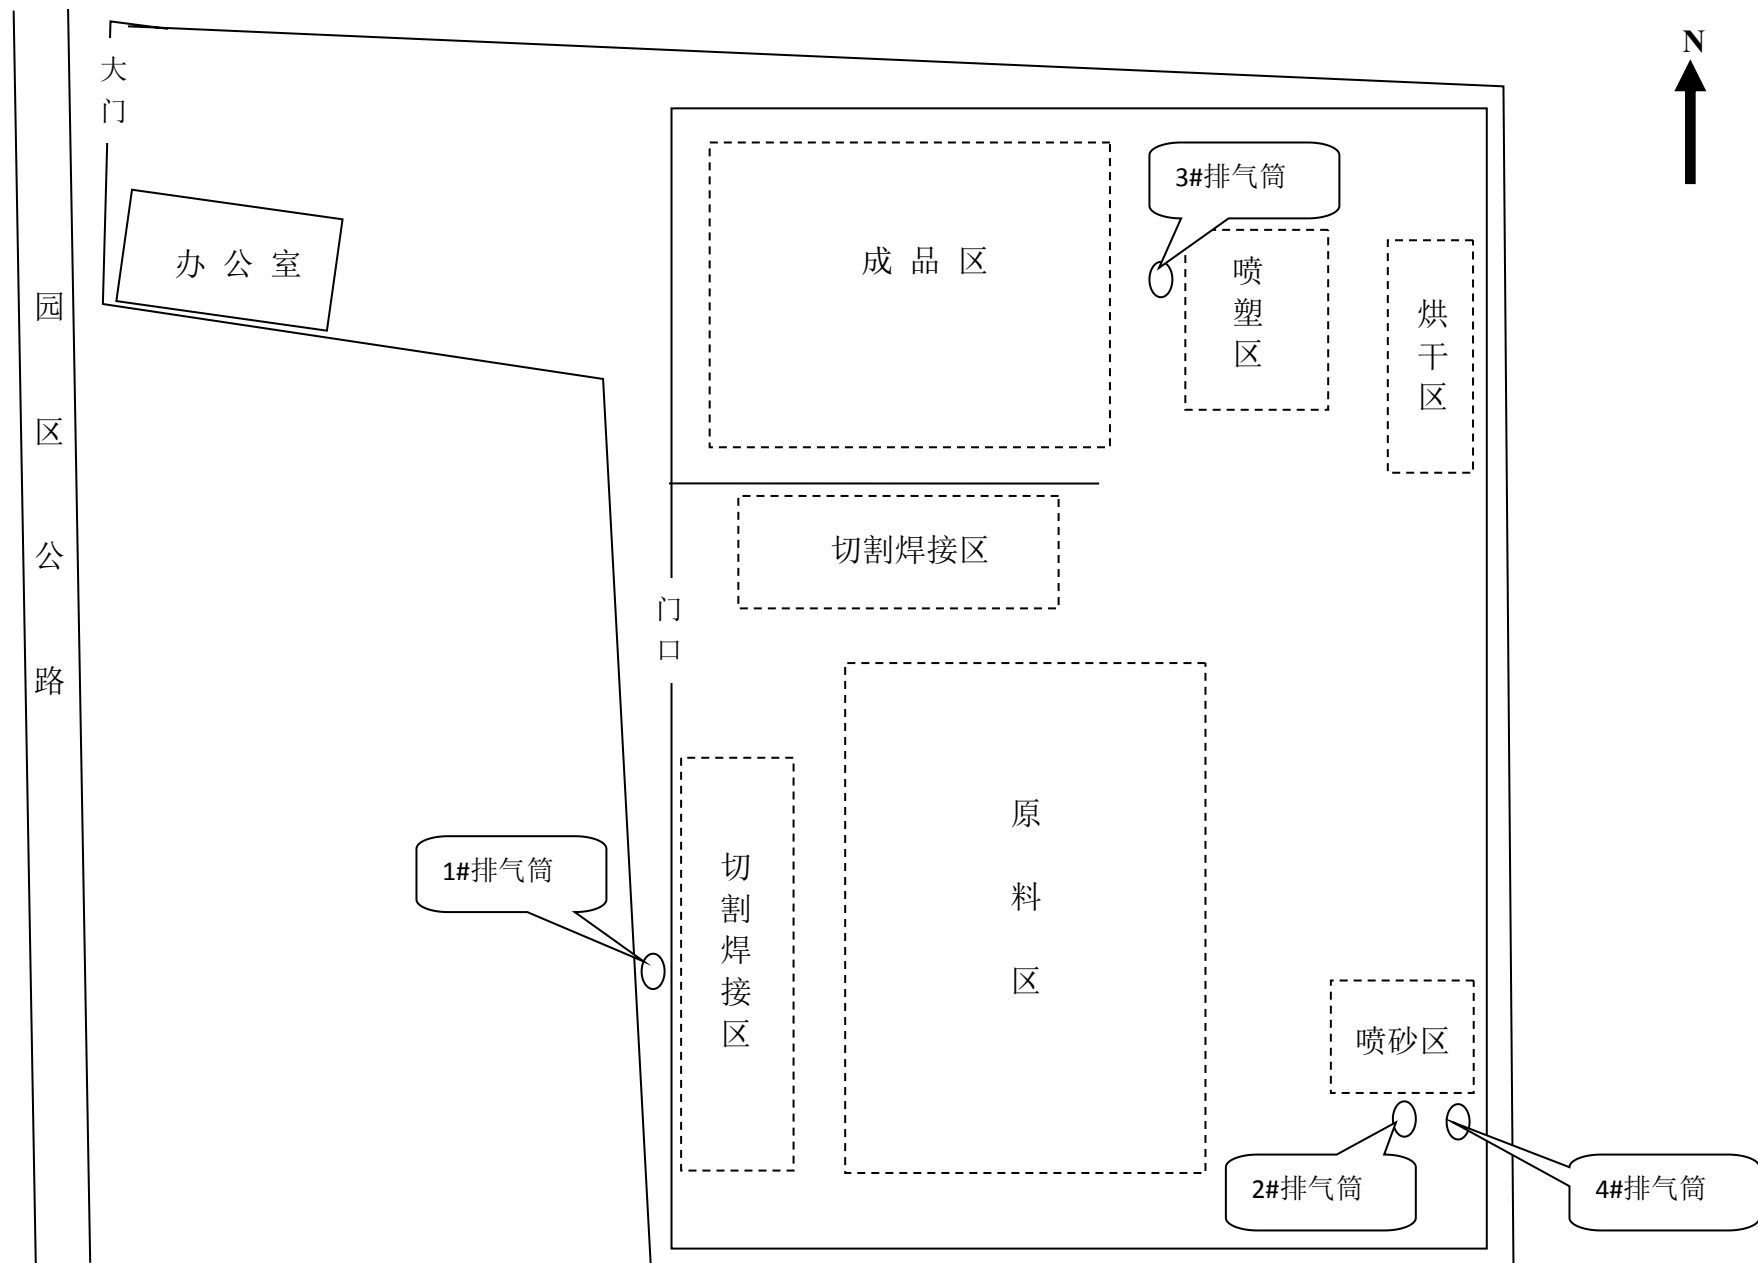 N
大门
3#排气筒
办公室
成品区
喷塑区
烘干区
园区公路
切割焊接区
门口
原料区
1#排气筒
切割焊接区
喷砂区
2#排气筒
4#排气筒